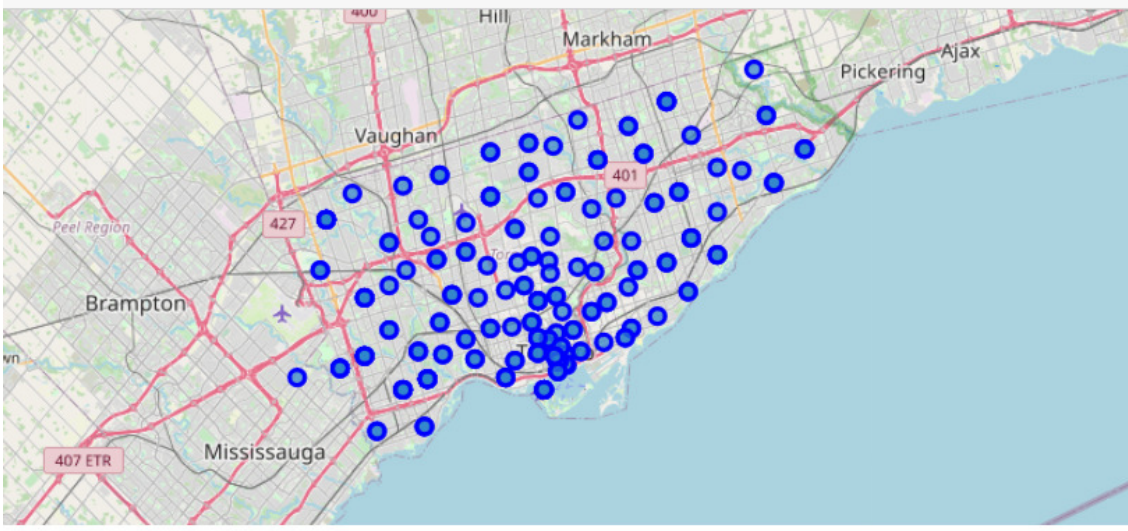 400
Hill
Markham
Ajax
Pickering
Vaughan
401
Peel Region
427
Brampton
Mississauga
407 ETR